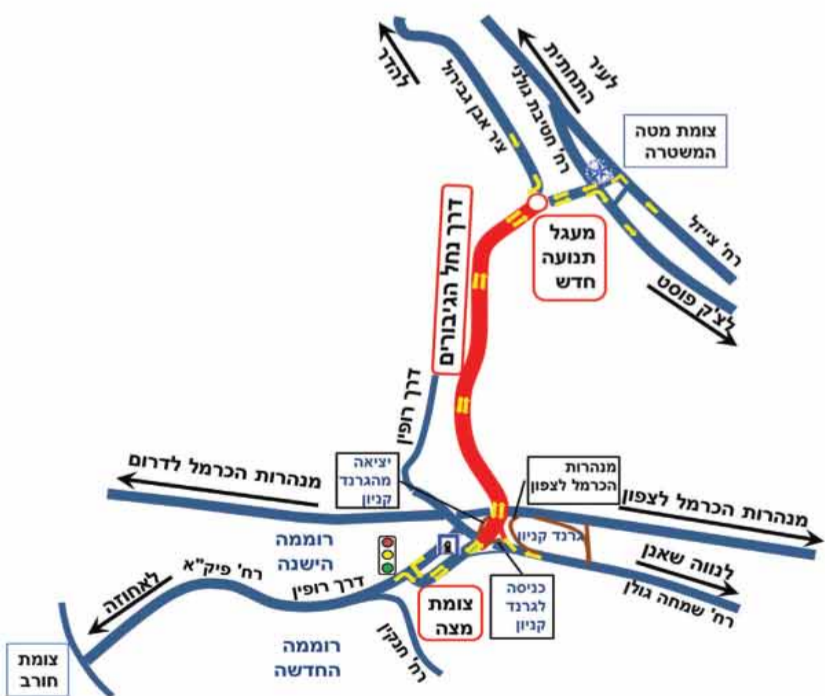 להדר
ציר אבן גבירול
רח' חטיבת גולני
לעיר
התחתית
צומת מטה
המשטרה
רח' צייזל
לצ'ק פוסט
מעגל
תנועה
חדש
דרך נחל הגיבורים
דרך רופין
מנהרות הכרמל לדרום
יציאה
מהגרנד
קניון
מנהרות
הכרמל לצפון
מנהרות הכרמל לצפון
גרנד קניון
לנווה שאנן
רח' שמחה גולן
כניסה
לגרנד
קניון
צומת
מצה
רוממה
הישנה
דרך רופין
רח' פיק"א
לאחוזה
רוממה
החדשה
רח' חנקין
צומת
חורב